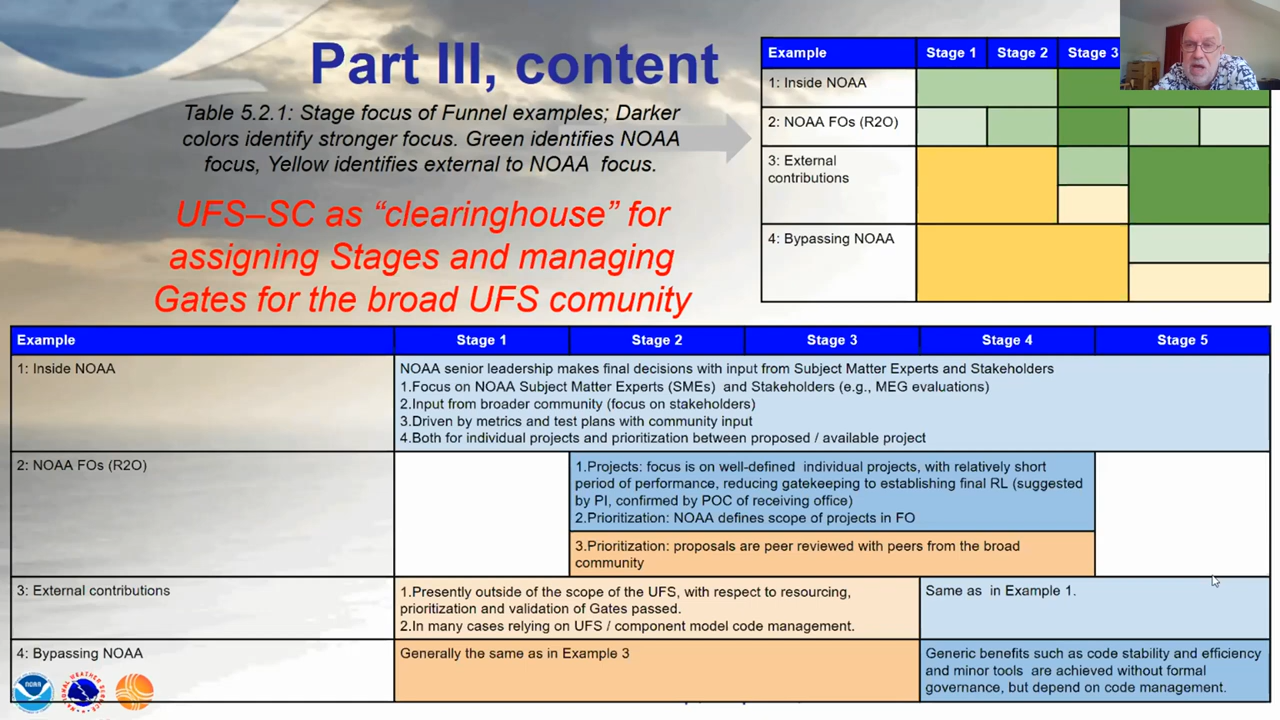 Part III, content
Table 5.2.1: Stage focus of Funnel examples; Darker
colors identify stronger focus. Green identifies NOAA
focus, Yellow identifies external to NOAA focus.
UFS–SC as “clearinghouse” for
assigning Stages and managing
Gates for the broad UFS comunity
Example Stage 1 Stage 2 Stage 3
1: Inside NOAA
2: NOAA FOs (R2O)
3: External
contributions
4: Bypassing NOAA
Example Stage 1 Stage 2 Stage 3 Stage 4 Stage 5
1: Inside NOAA
NOAA senior leadership makes final decisions with input from Subject Matter Experts and Stakeholders
1.Focus on NOAA Subject Matter Experts (SMEs) and Stakeholders (e.g., MEG evaluations)
2.Input from broader community (focus on stakeholders)
3.Driven by metrics and test plans with community input
4.Both for individual projects and prioritization between proposed / available project
2: NOAA FOs (R2O)
1.Projects: focus is on well-defined individual projects, with relatively short
period of performance, reducing gatekeeping to establishing final RL (suggested
by PI, confirmed by POC of receiving office)
2.Prioritization: NOAA defines scope of projects in FO
3.Prioritization: proposals are peer reviewed with peers from the broad
community
3: External contributions
1.Presently outside of the scope of the UFS, with respect to resourcing,
prioritization and validation of Gates passed.
2.In many cases relying on UFS / component model code management.
Same as in Example 1.
4: Bypassing NOAA
Generally the same as in Example 3
Generic benefits such as code stability and efficiency
and minor tools are achieved without formal
governance, but depend on code management.
NOAA